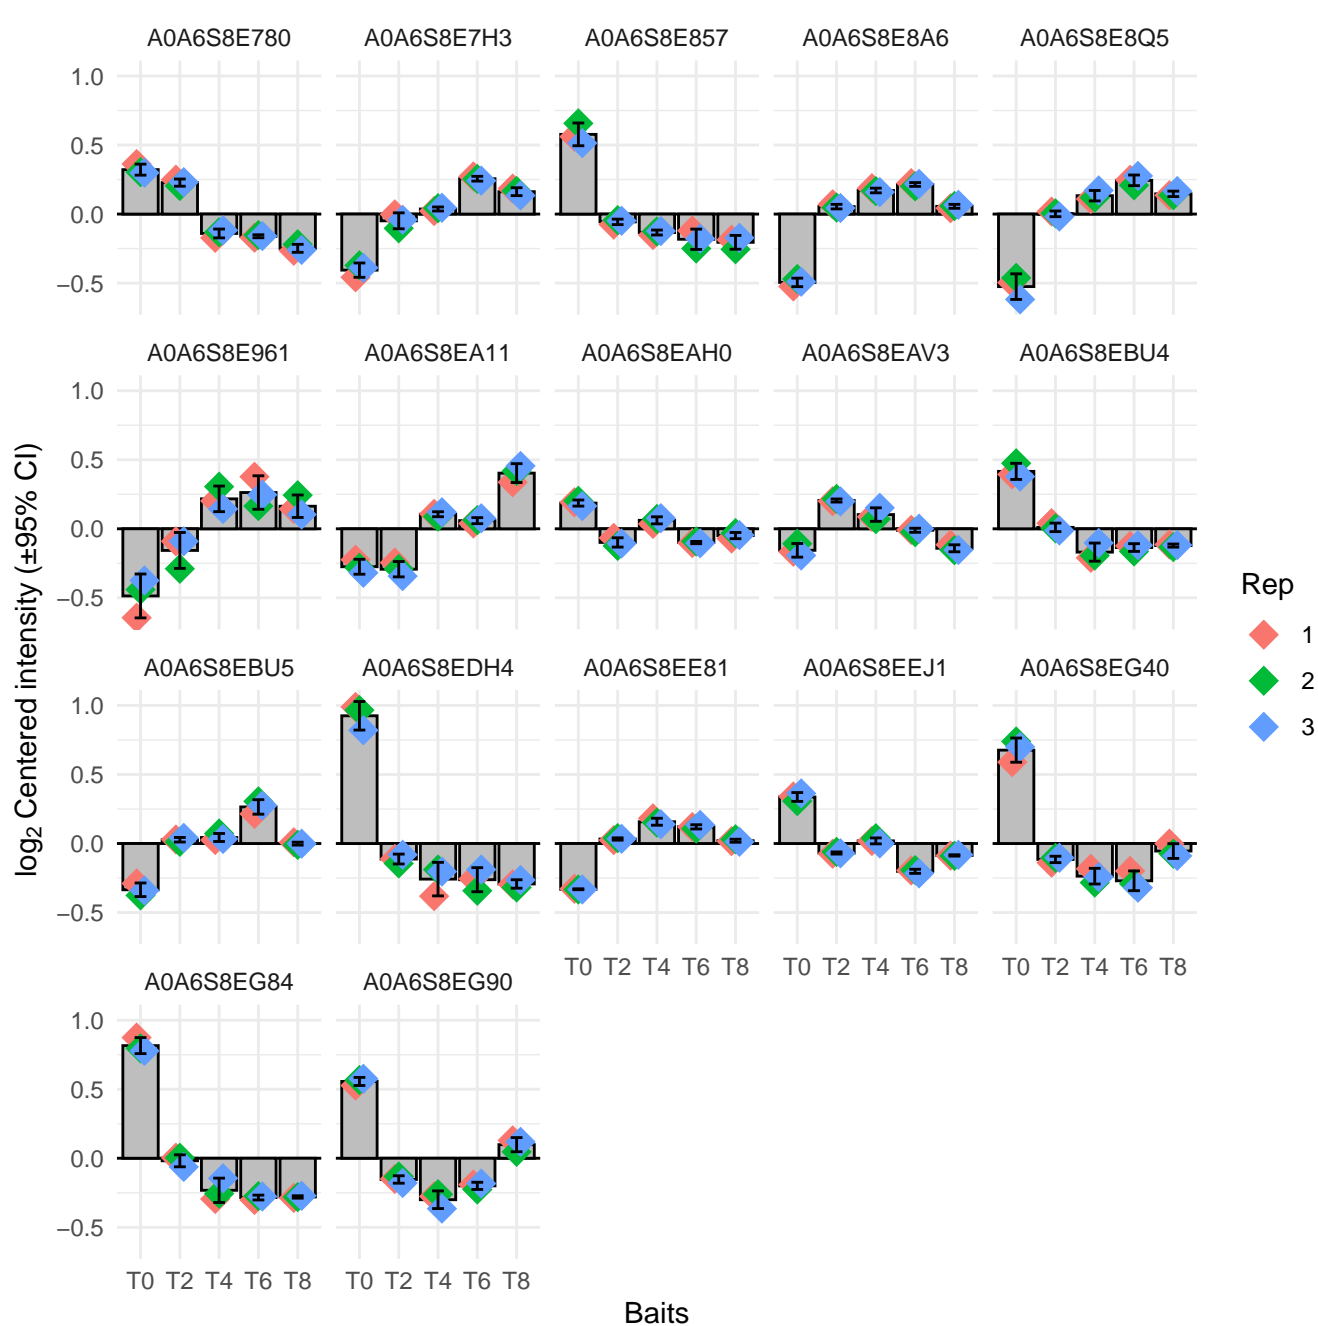 A0A6S8E780 A0A6S8E7H3 A0A6S8E857 A0A6S8E8A6 A0A6S8E8Q5
1.0
0.5
0.0
−0.5
A0A6S8E961 A0A6S8EA11 A0A6S8EAH0 A0A6S8EAV3 A0A6S8EBU4
1.0
0.5
0.0
−0.5
A0A6S8EBU5 A0A6S8EDH4 A0A6S8EE81 A0A6S8EEJ1 A0A6S8EG40
1.0
0.5
0.0
−0.5
T0 T2 T4 T6 T8 T0 T2 T4 T6 T8 T0 T2 T4 T6 T8
A0A6S8EG84 A0A6S8EG90
1.0
0.5
0.0
−0.5
T0 T2 T4 T6 T8 T0 T2 T4 T6 T8
Baits
log2 Centered intensity (±95% CI)
Rep
1
2
3